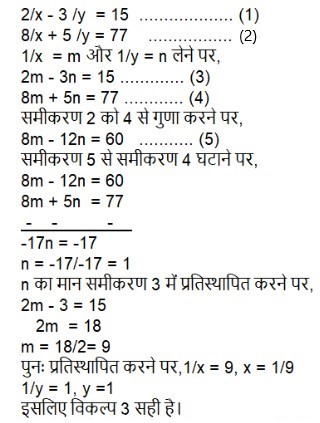 2/x - 3 /y = 15 ................... (1)
8/x + 5 /y = 77 ................. (2)
1/x = m ओर 1/y = n लेने पर,
2m - 3n = 15 ............. (3)
8m + 5n = 77 ............ (4)
समीकरण 2 को 4 से गुणा करने पर,
8m - 12n = 60 ........... (5)
समीकरण 5 से समीकरण 4 घटाने पर,
8m - 12n = 60
8m + 5n = 77
- - -
-17n = -17
n = -17/-17 = 1
n का मान समीकरण 3 में प्रतिस्थापित करने पर,
2m - 3 = 15
2m = 18
m = 18/2= 9
पुनः प्रतिस्थापित करने पर,1/x = 9, x = 1/9
1/y = 1, y =1
इसलिए विकल्प 3 सही है।